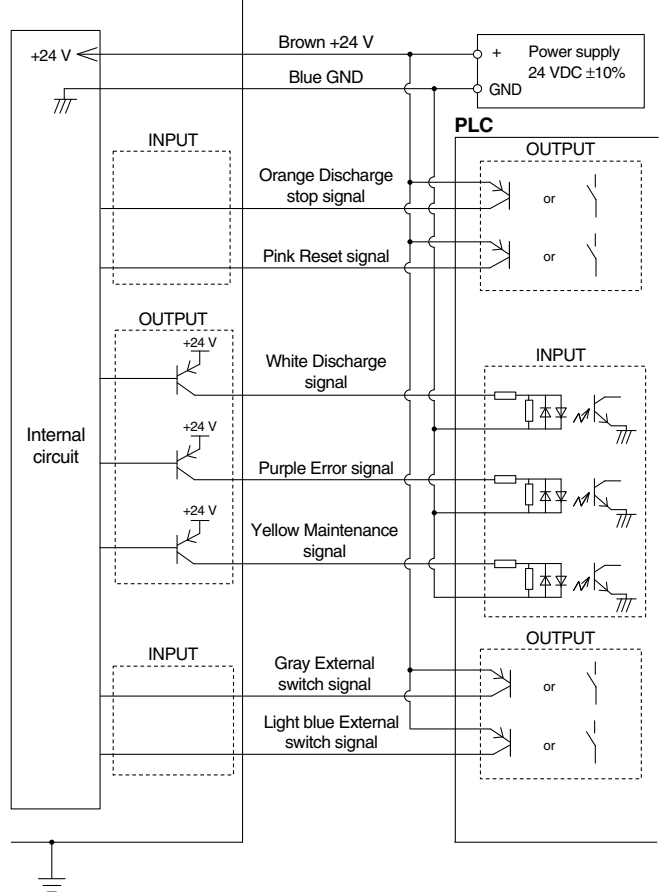 +24 V
Brown +24 V
+
Power supply
24 VDC ±10%
Blue GND
GND
PLC
INPUT
OUTPUT
Orange Discharge
stop signal
or
Pink Reset signal
or
OUTPUT
+24 V
White Discharge
signal
INPUT
Internal
circuit
+24 V
Purple Error signal
+24 V
Yellow Maintenance
signal
INPUT
OUTPUT
Gray External
switch signal
or
Light blue External
switch signal
or